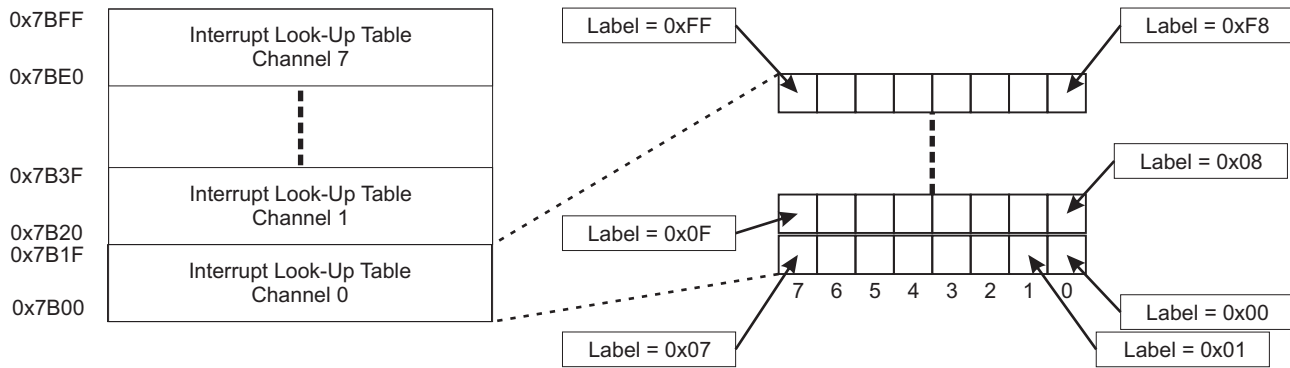 0x7BFF
Interrupt Look-Up Table
Channel 7
0x7BE0
0x7B3F
Interrupt Look-Up Table
Channel 1
0x7B20
0x7B1F
Interrupt Look-Up Table
Channel 0
0x7B00
Label = 0xFF
Label = 0xF8
Label = 0x08
Label = 0x0F
7 6 5 4 3 2 1 0
Label = 0x00
Label = 0x07
Label = 0x01